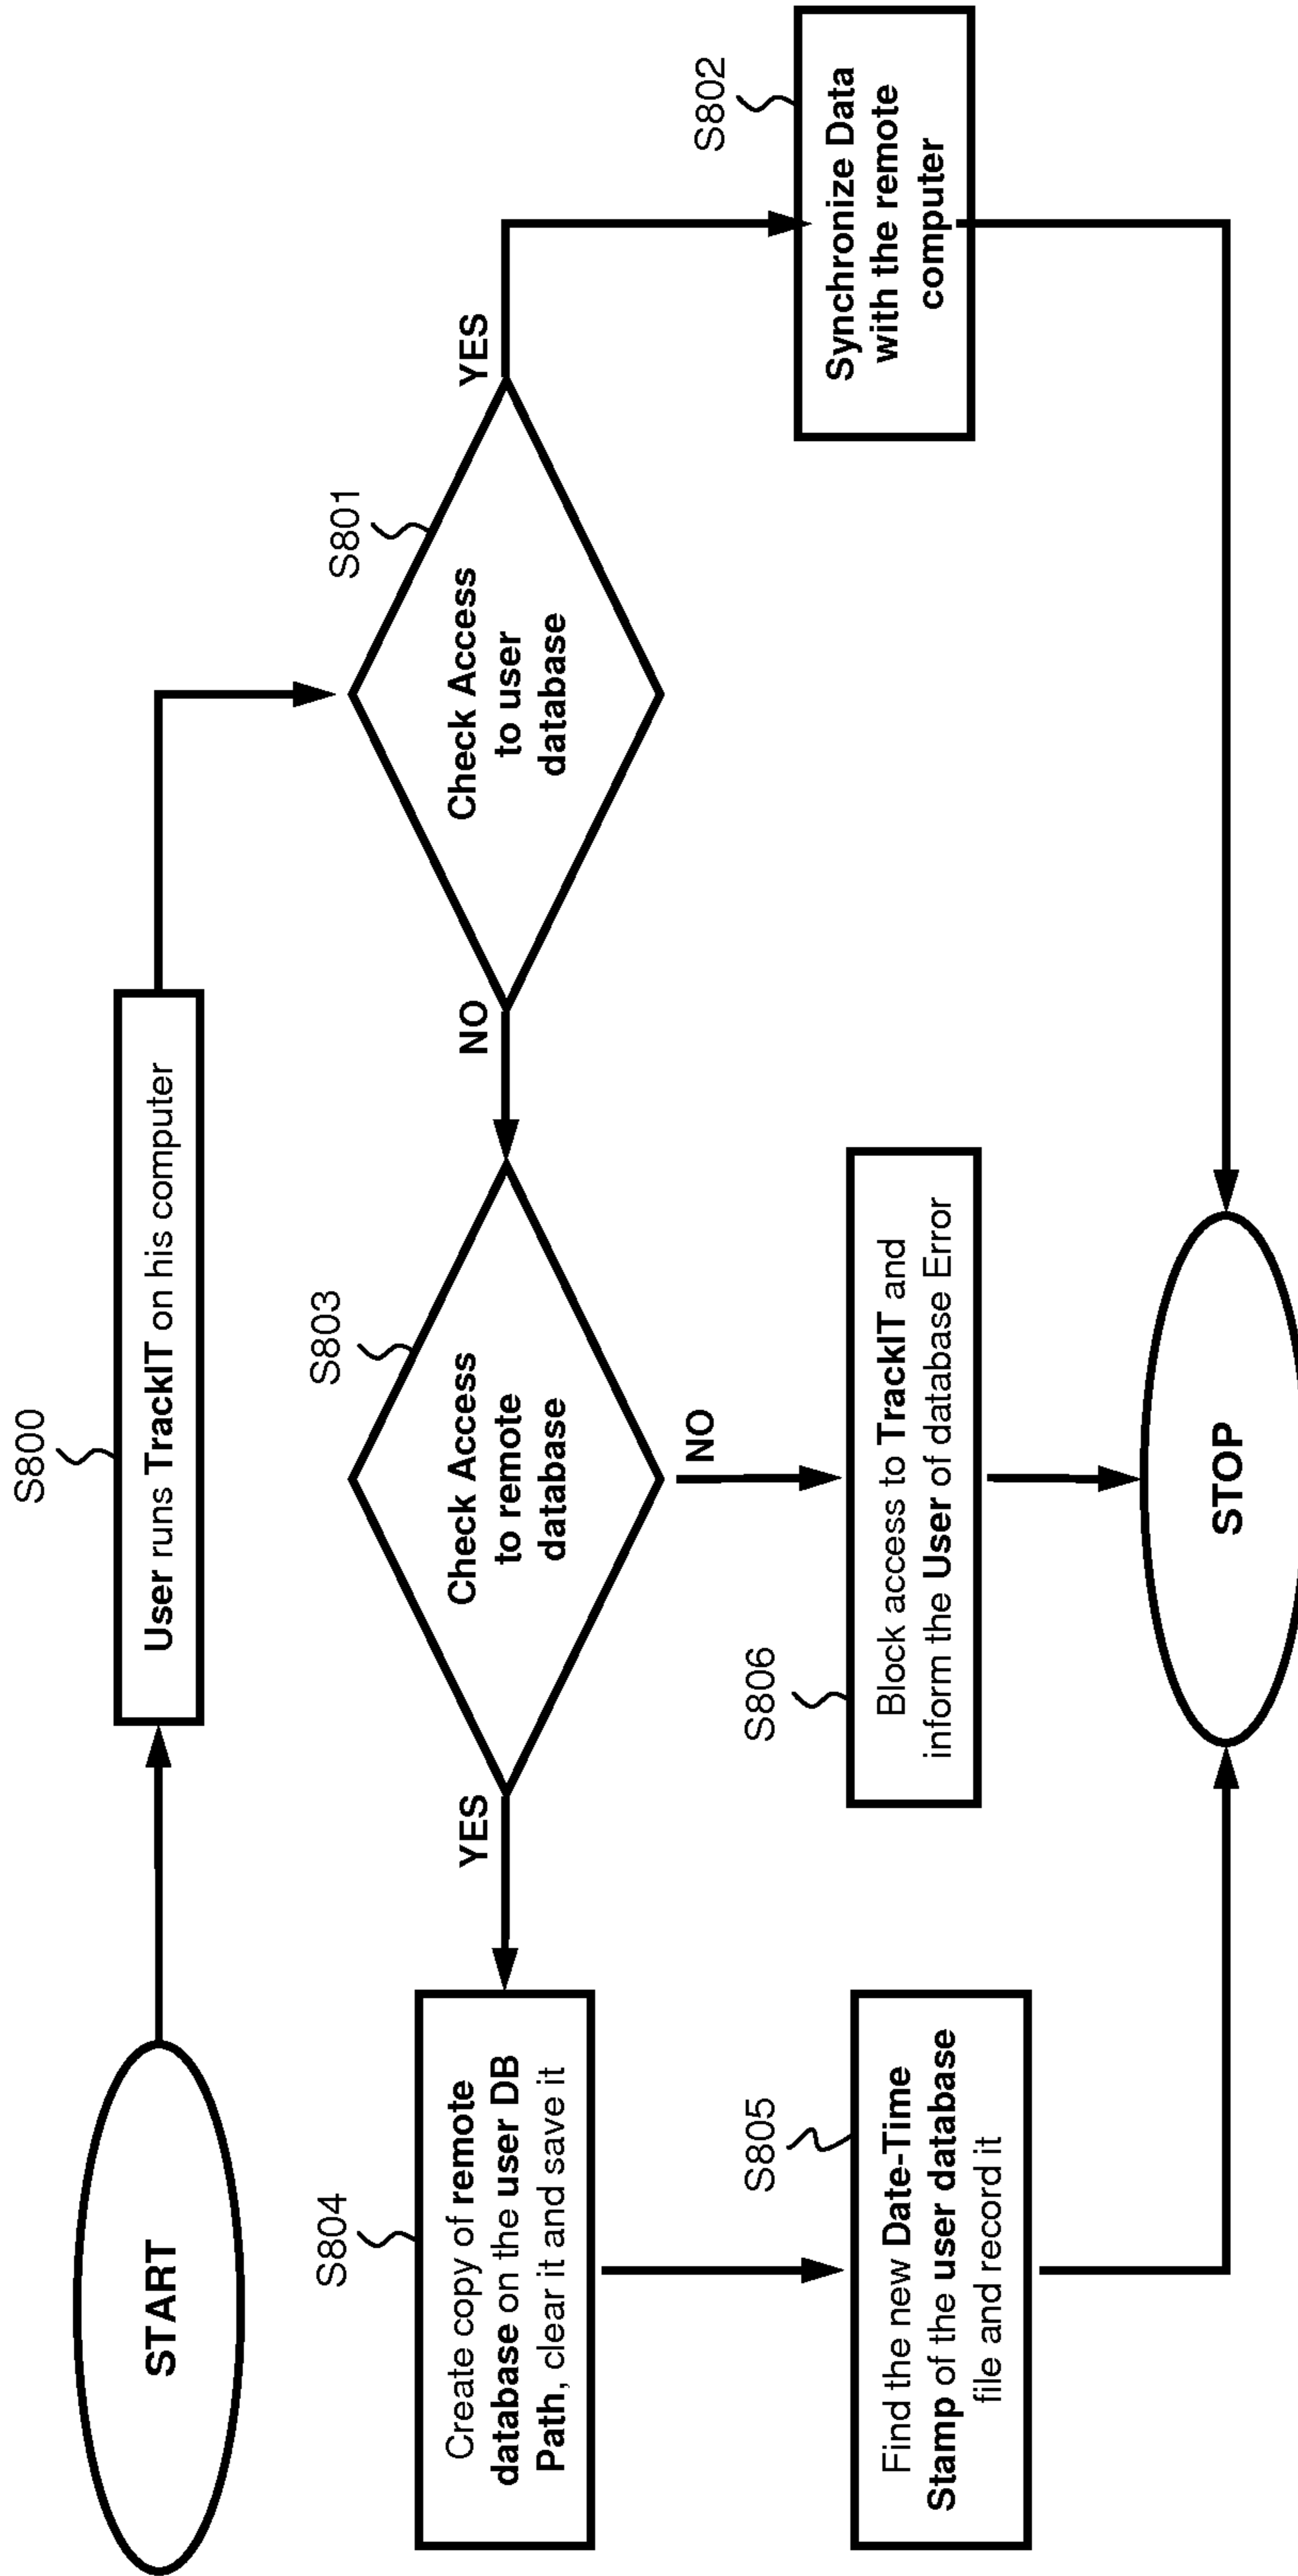 START
S800
User runs TrackIT on his computer
S801
Check Access
to user
database
YES
NO
S802
Synchronize Data
with the remote
computer
S803
Check Access
to remote
database
YES
NO
S804
Create copy of remote
database on the user DB
Path, clear it and save it
S805
Find the new Date-Time
Stamp of the user database
file and record it
S806
Block access to TrackIT and
inform the User of database Error
STOP